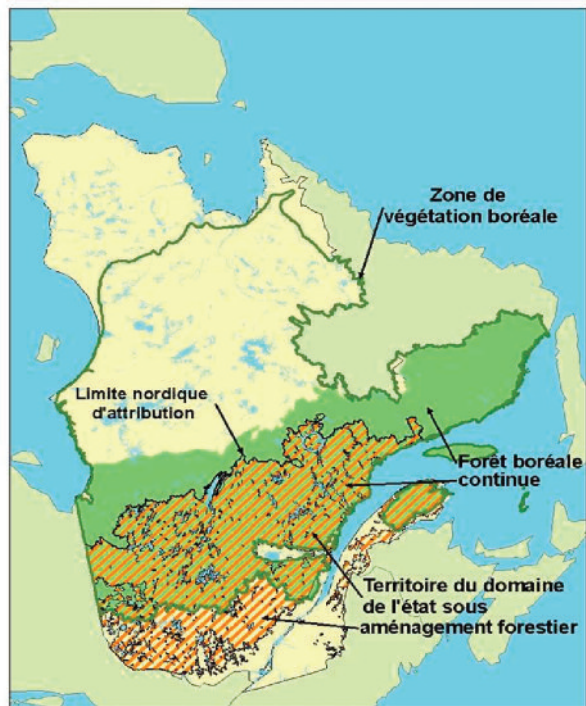 Zone de
végétation boréale
Limite nordique
d'attribution
Forêt boréale
continue
Territoire du domaine
de l'état sous
aménagement forestier